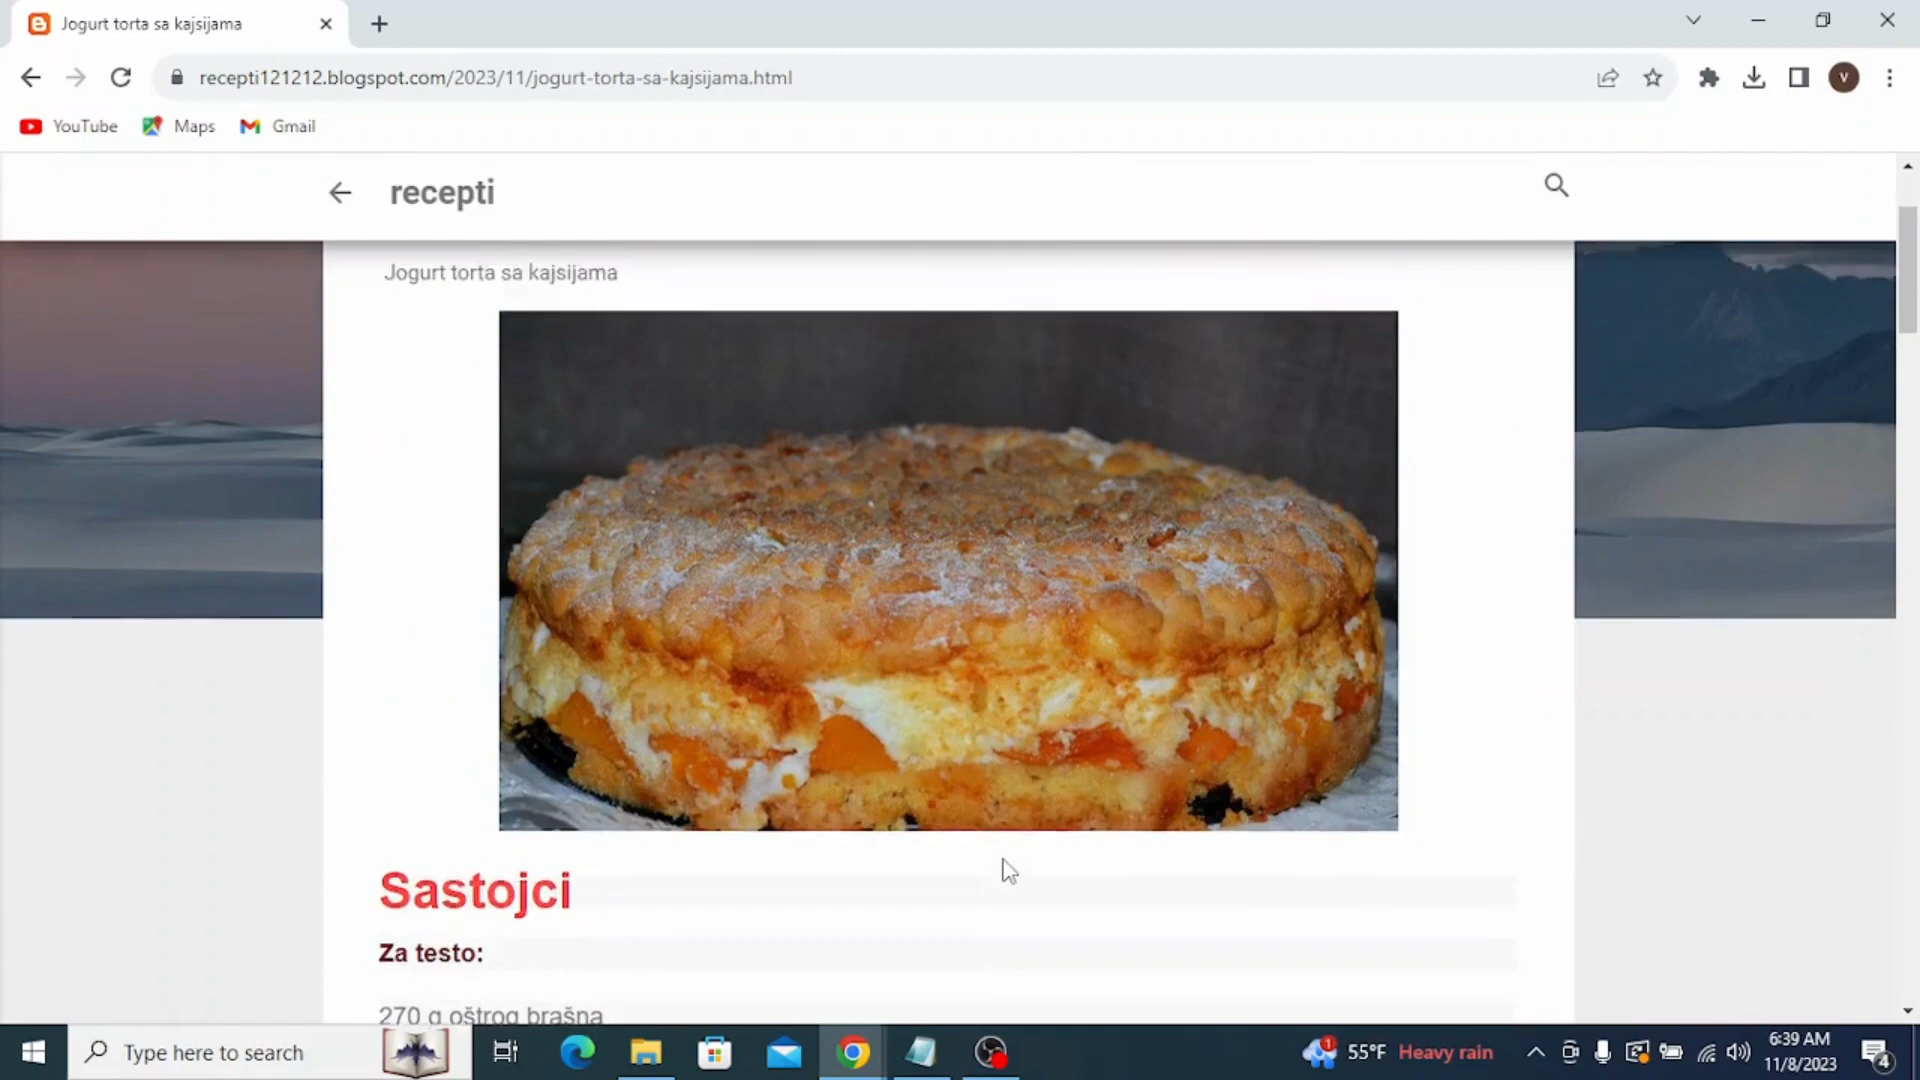 Jogurt torta sa kajsijama
recepti121212.blogspot.com/2023/11/jogurt-torta-sa-kajsijama.html
V
YouTube
Maps
Gmail
recepti
Jogurt torta sa kajsijama
Sastojci
Za testo:
270 g oštrog brašna
Type here to search
1
55°F
Heavy rain
6:39 AM
11/8/2023
4